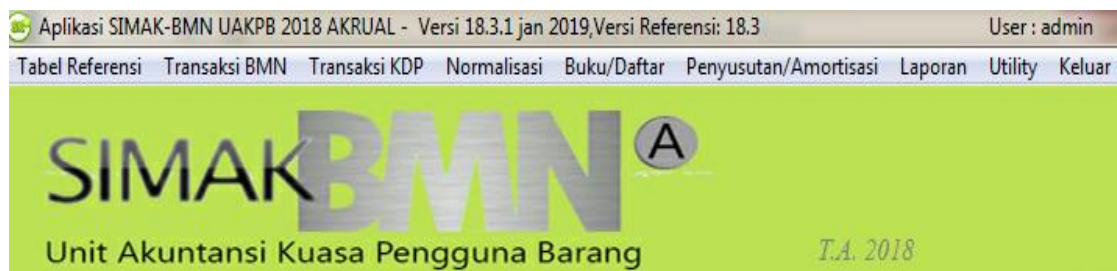 Aplikasi SIMAK-BMN UAKPB 2018 AKRUAL - Versi 18.3.1 jan 2019,Versi Referensi: 18.3 User : admin
Tabel Referensi Transaksi BMN Transaksi KDP Normalisasi Buku/Daftar Penyusutan/Amortisasi Laporan Utility Keluar
SIMAK BMN A
Unit Akuntansi Kuasa Pengguna Barang T.A. 2018